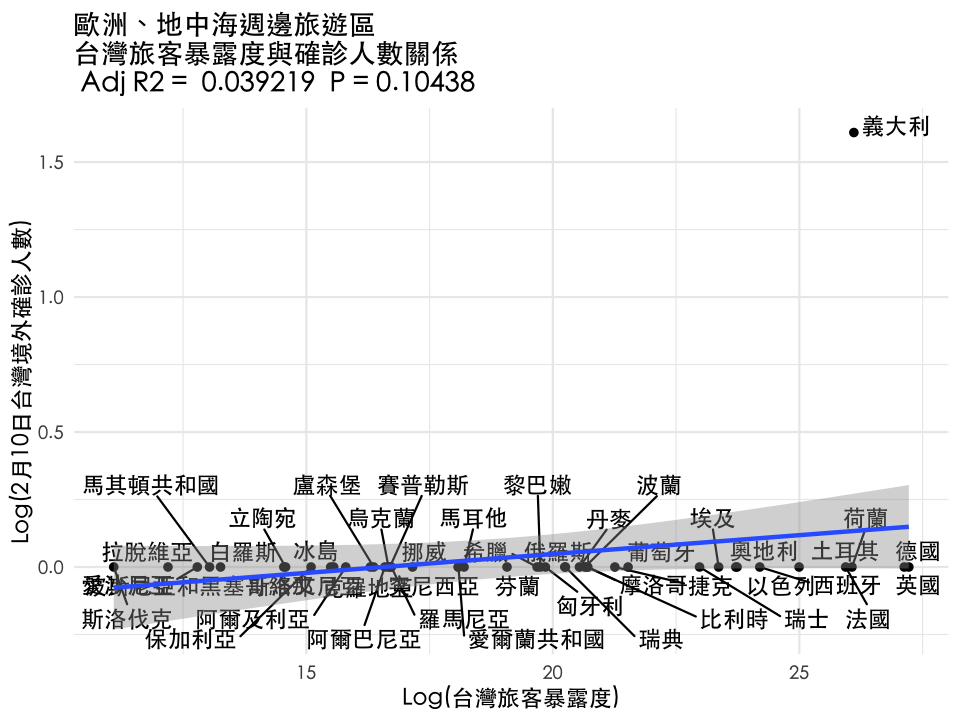 歐洲、地中海週邊旅遊區
台灣旅客暴露度與確診人數關係
Adj R2 = 0.039219 P = 0.10438
Log(2月10日台灣境外確診人數)
1.5
1.0
0.5
0.0
義大利
馬其頓共和國 盧森堡 賽普勒斯 黎巴嫩 波蘭
立陶宛 烏克蘭 馬耳他 丹麥 埃及 荷蘭
拉脫維亞 白羅斯 冰島 挪威 希臘 俄羅斯 葡萄牙 奧地利 土耳其 德國
突尼西亞 芬蘭 摩洛哥 捷克 以色列 西班牙 英國
匈牙利
斯洛伐克 阿爾及利亞 羅馬尼亞 比利時 瑞士 法國
保加利亞 阿爾巴尼亞 愛爾蘭共和國 瑞典
15 20 25
Log(台灣旅客暴露度)